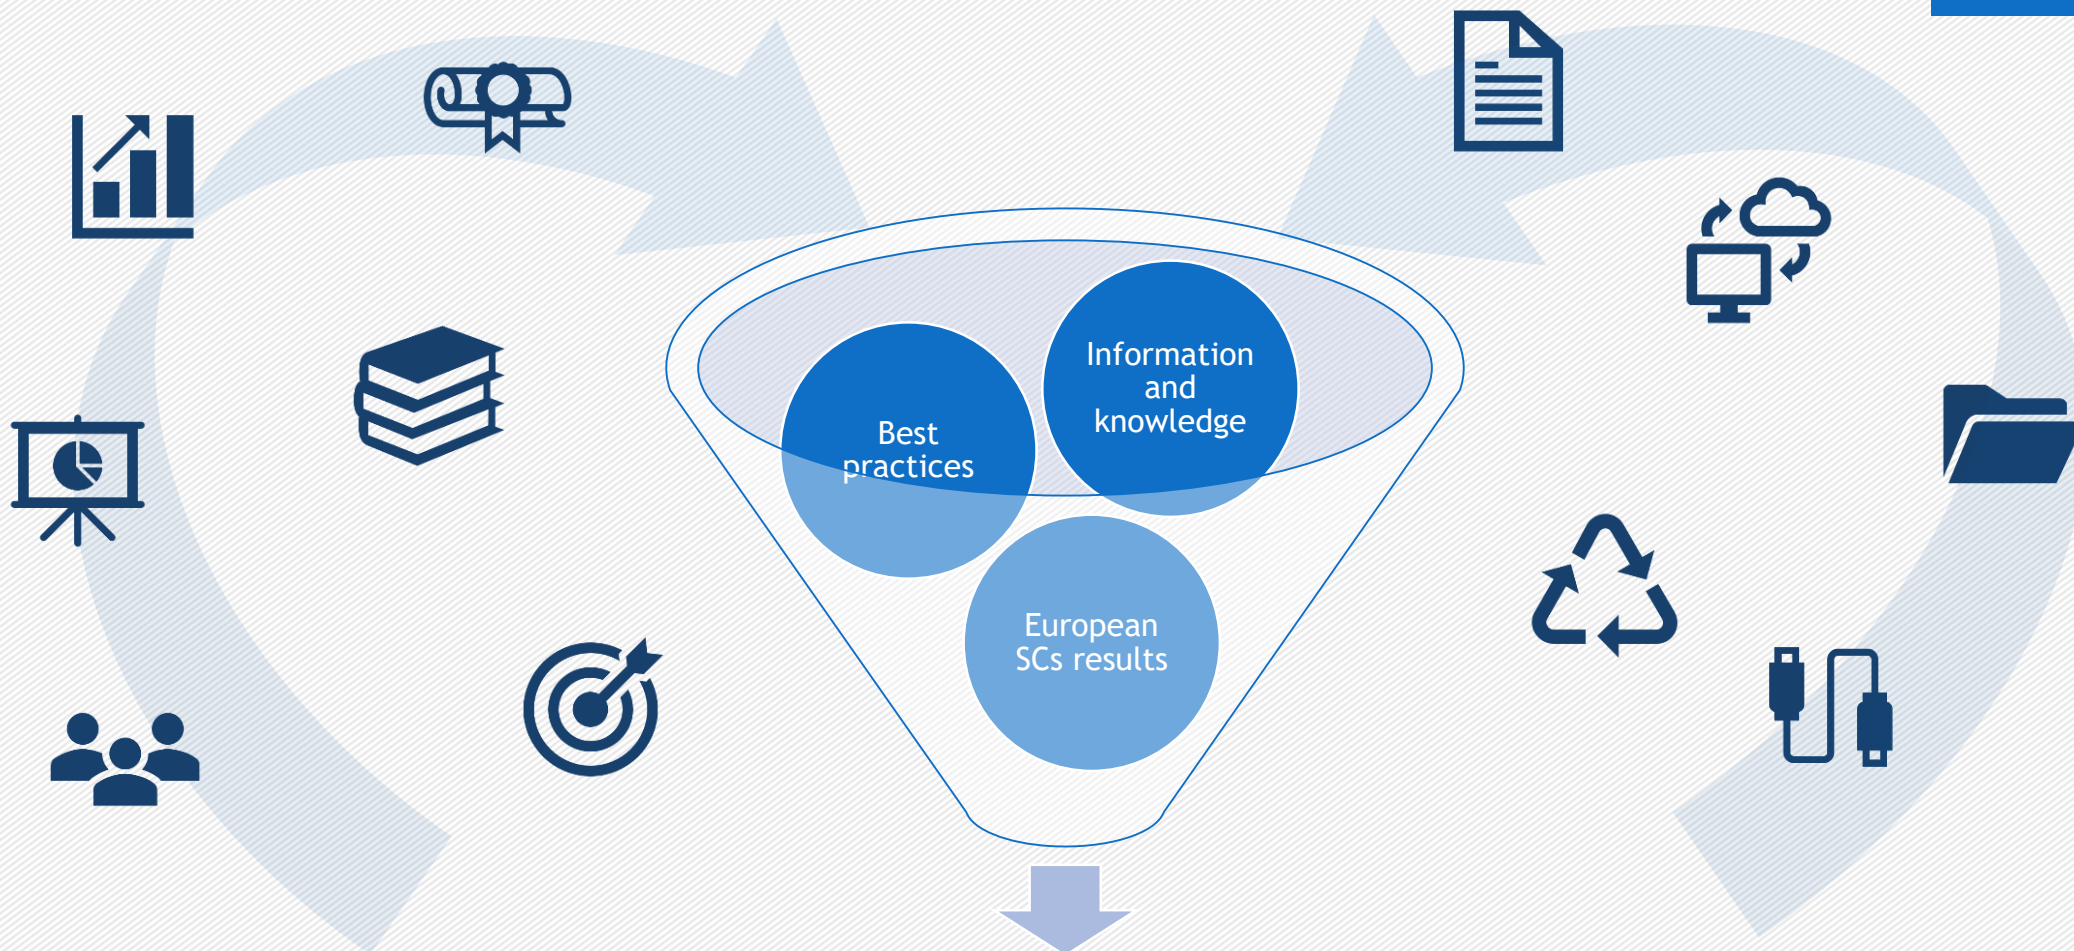 Information
and
knowledge
Best
practices
European
SCs results